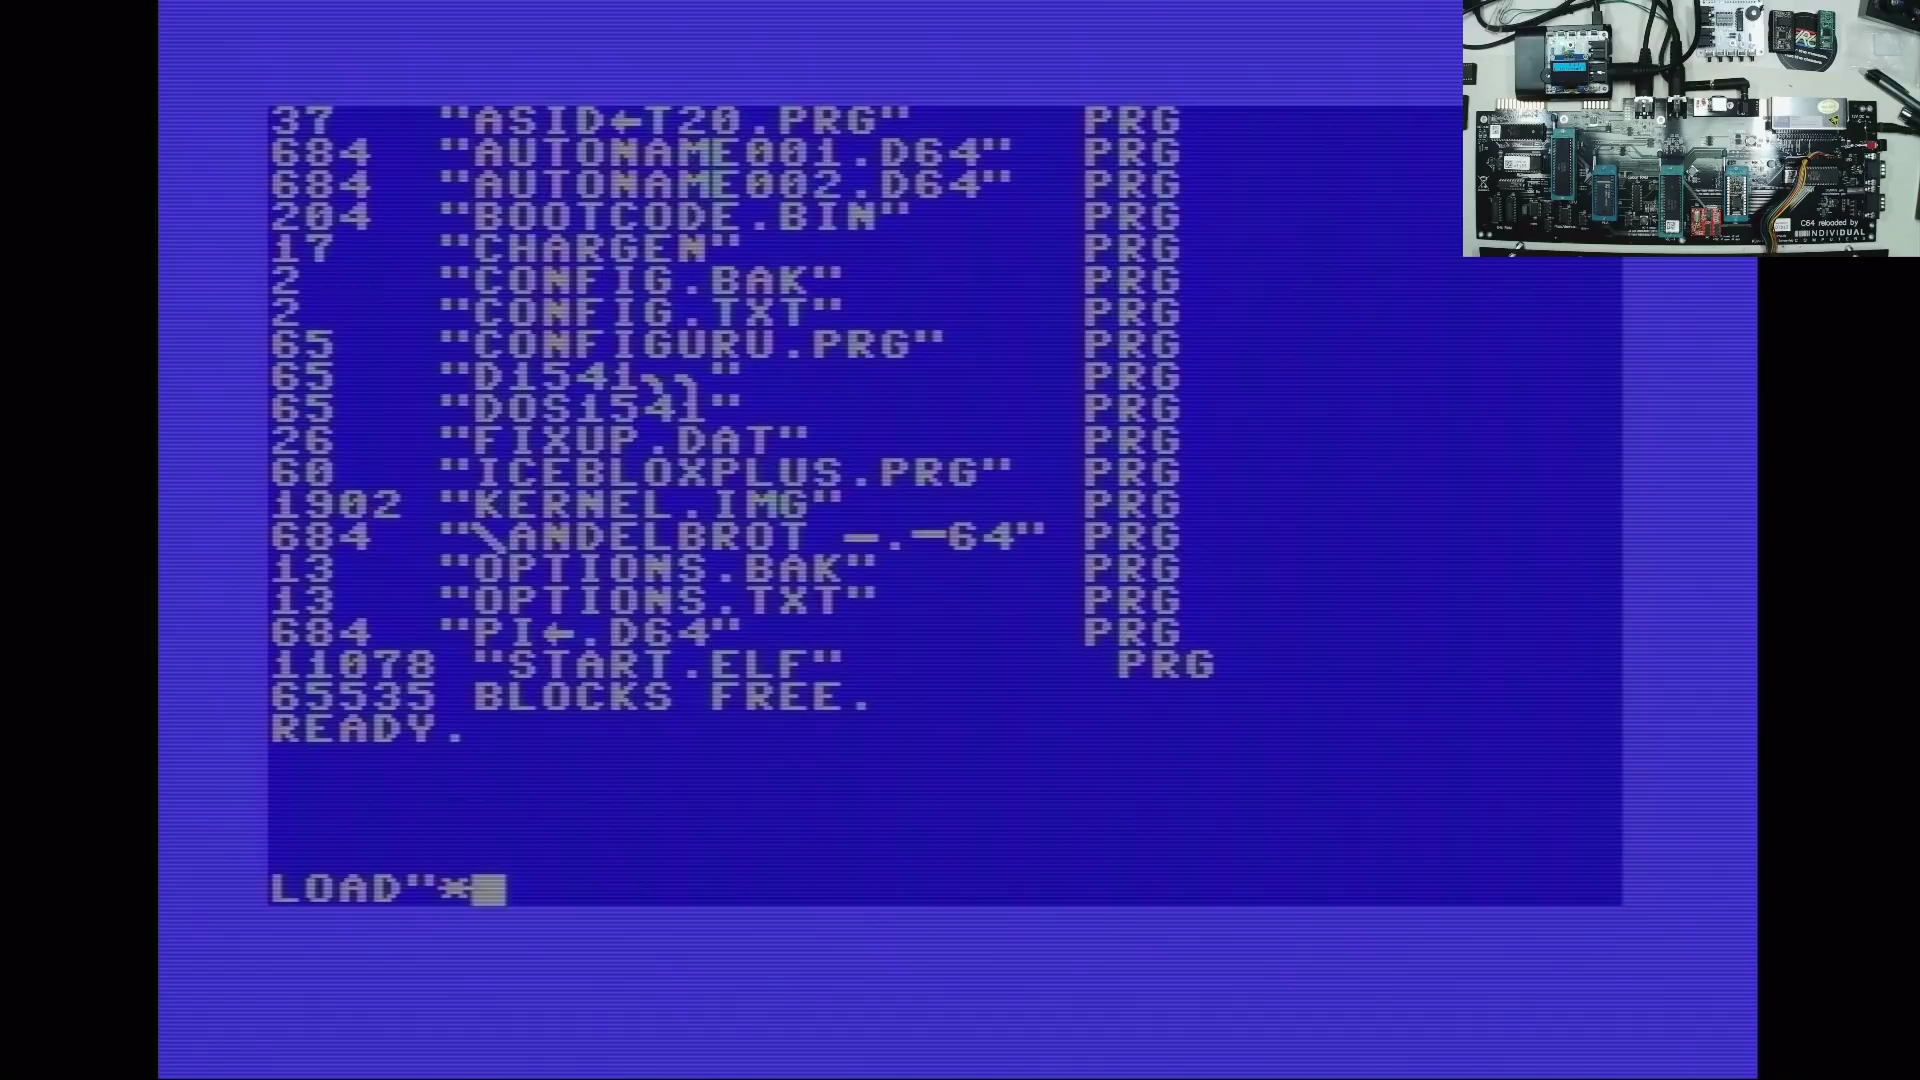 37 "ASID←T20.PRG" PRG
684 "AUTONAME001.D64" PRG
684 "AUTONAME002.D64" PRG
204 "BOOTCODE.BIN" PRG
17 "CHARGEN" PRG
2 "CONFIG.BAK" PRG
2 "CONFIG.TXT" PRG
65 "CONFIGURU.PRG" PRG
65 "D1541╮╮" PRG
65 "DOS1541" PRG
26 "FIXUP.DAT" PRG
60 "ICEBLOXPLUS.PRG" PRG
1902 "KERNEL.IMG" PRG
684 "\ANDELBROT ─.─64" PRG
13 "OPTIONS.BAK" PRG
13 "OPTIONS.TXT" PRG
684 "PI←.D64" PRG
11078 "START.ELF" PRG
65535 BLOCKS FREE.
READY.
LOAD"*
C64 reloaded by
INDIVIDUAL
COMPUTERS